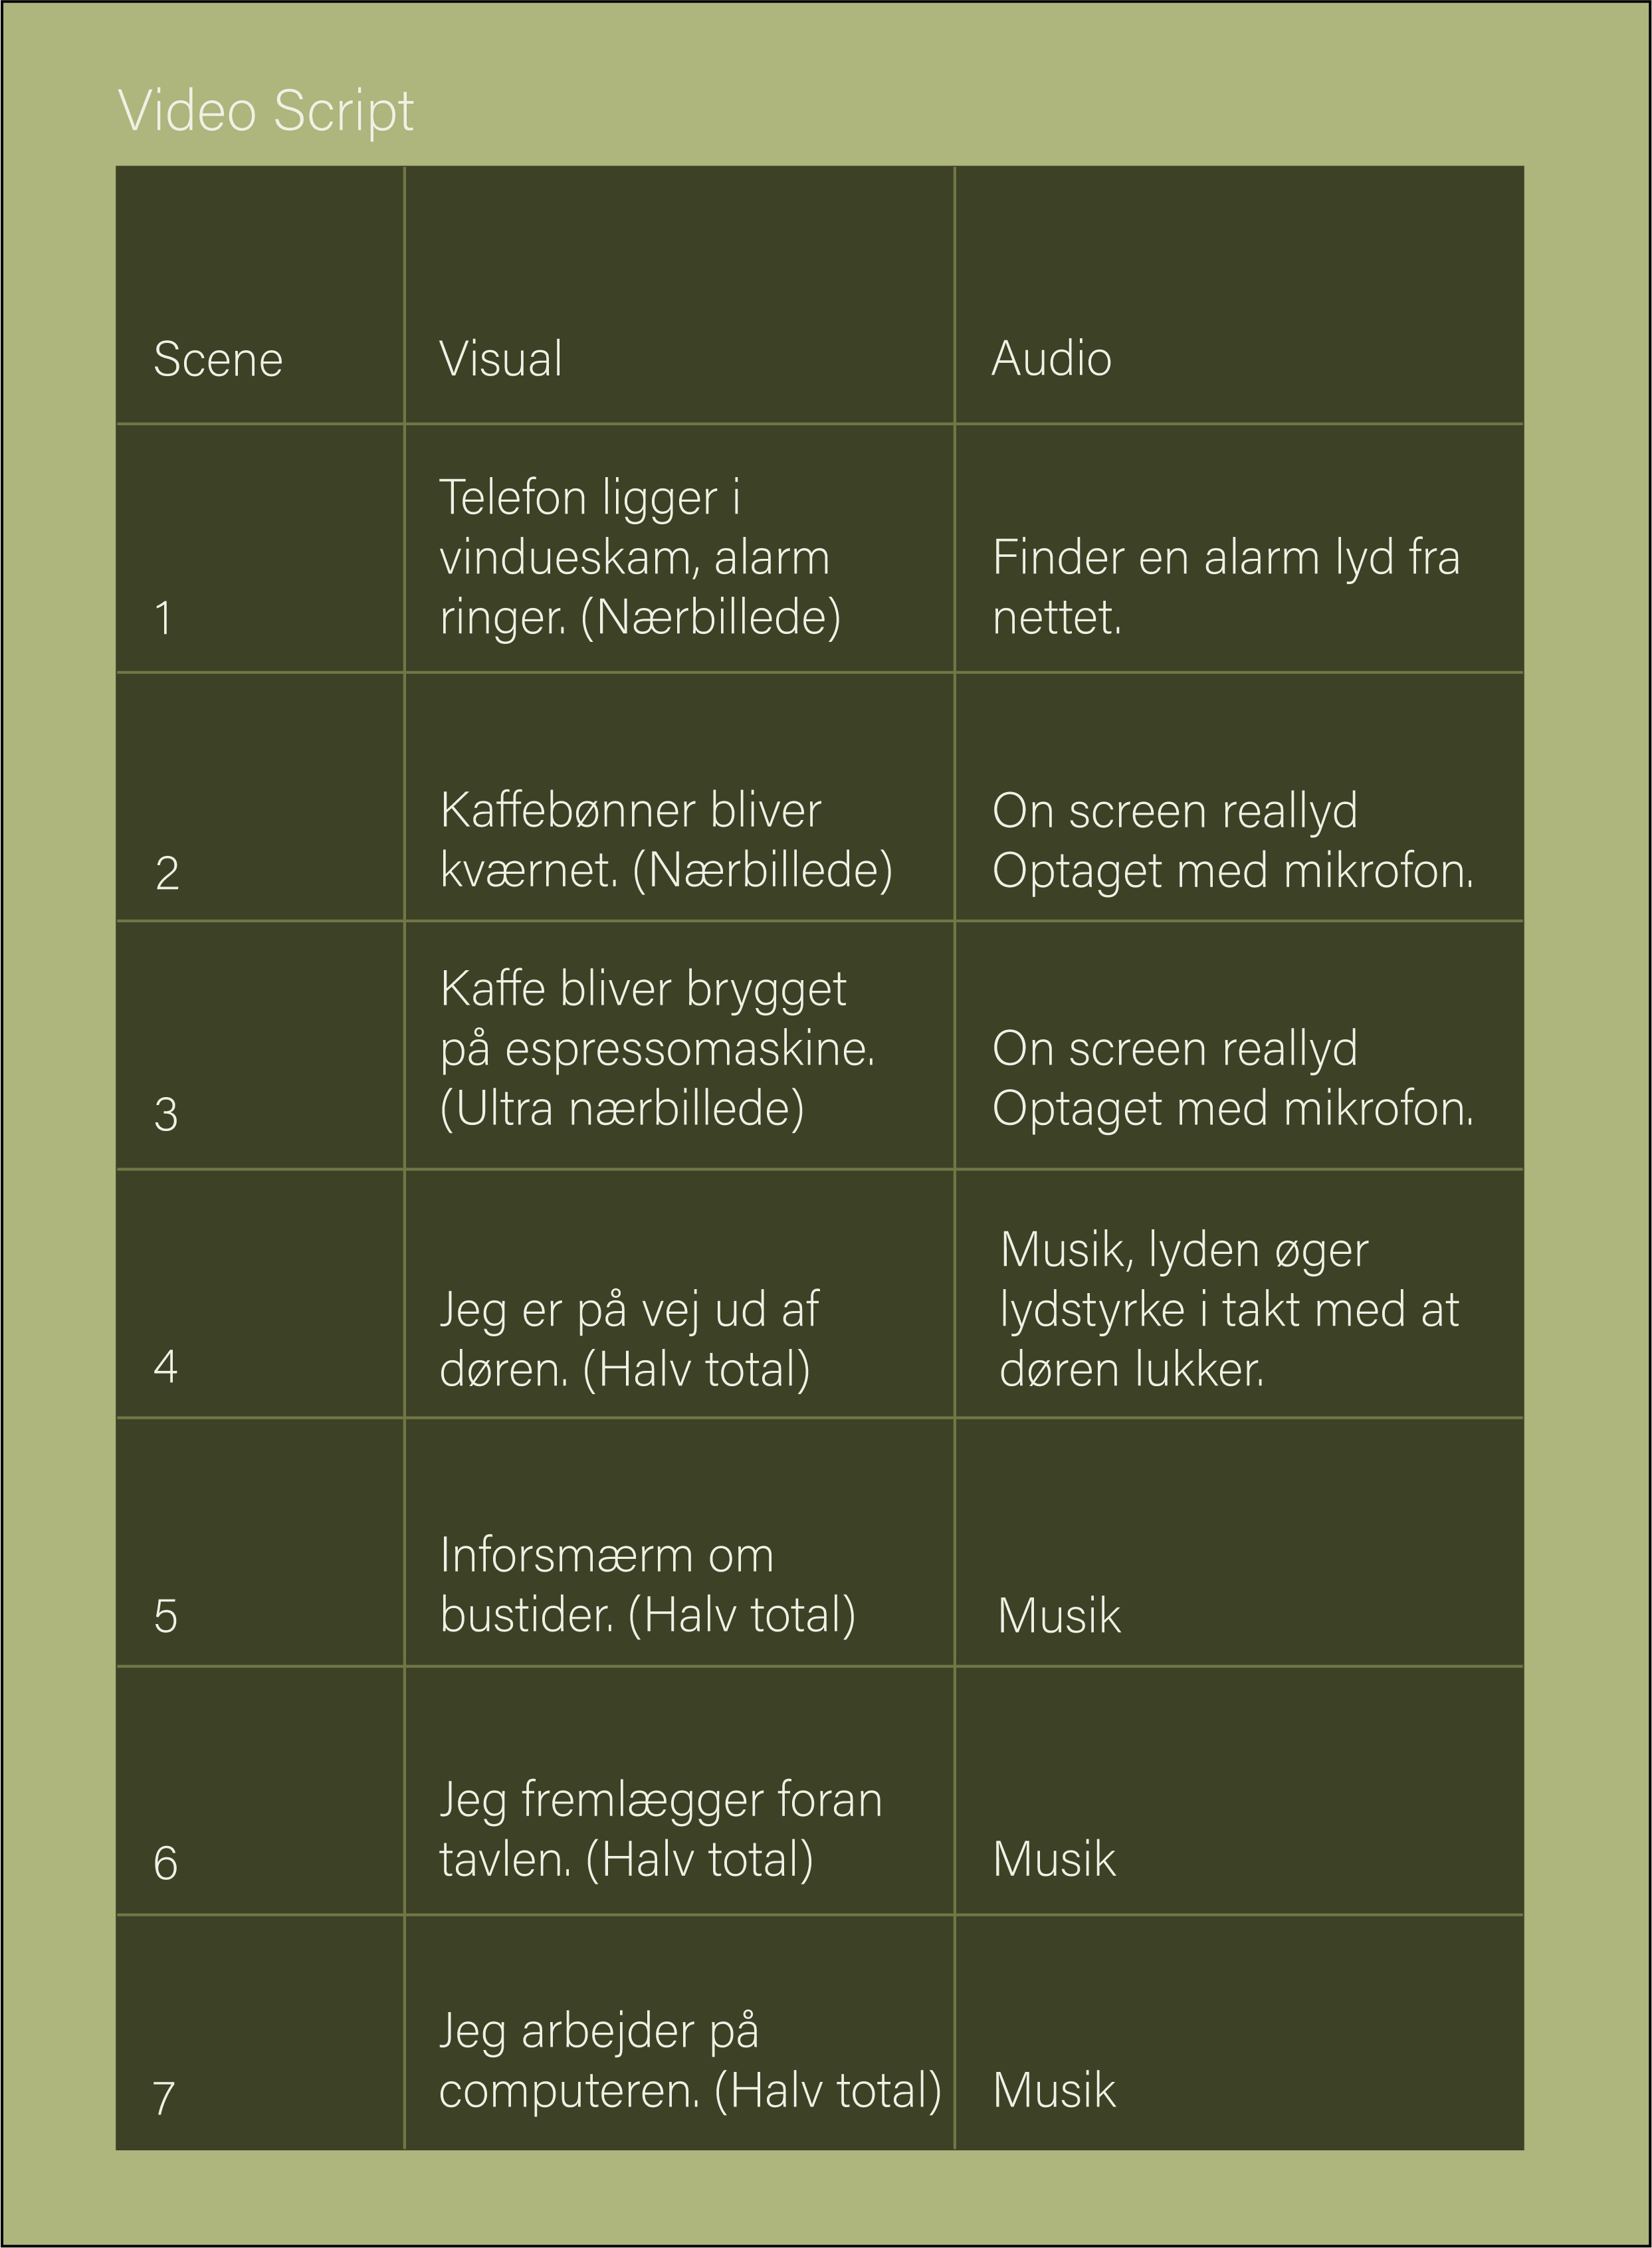 Video Script
Scene
Visual
Audio
1
Telefon ligger i
vindueskam, alarm
ringer. (Nærbillede)
Finder en alarm lyd fra
nettet.
2
Kaffebønner bliver
kværnet. (Nærbillede)
On screen reallyd
Optaget med mikrofon.
3
Kaffe bliver brygget
på espressomaskine.
(Ultra nærbillede)
On screen reallyd
Optaget med mikrofon.
4
Jeg er på vej ud af
døren. (Halv total)
Musik, lyden øger
lydstyrke i takt med at
døren lukker.
5
Inforsmærm om
bustider. (Halv total)
Musik
6
Jeg fremlægger foran
tavlen. (Halv total)
Musik
7
Jeg arbejder på
computeren. (Halv total)
Musik